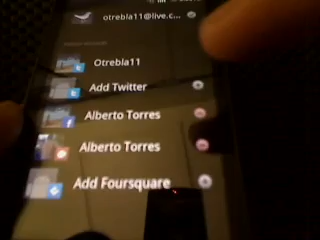 otrebla11@live.c...
Otrebla11
Add Twitter
Alberto Torres
Alberto Torres
Add Foursquare